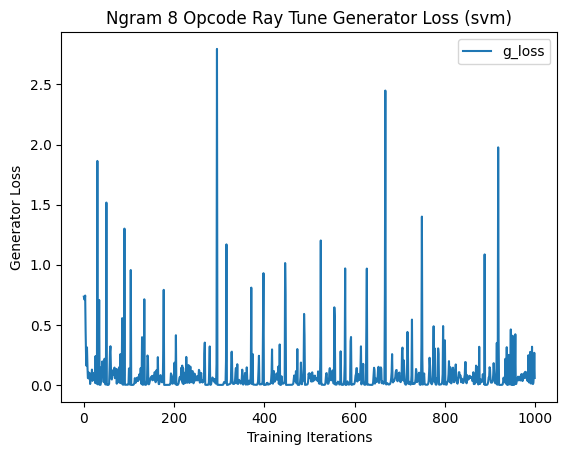 Ngram 8 Opcode Ray Tune Generator Loss (svm)
g_loss
Generator Loss
2.5
2.0
1.5
1.0
0.5
0.0
0 200 400 600 800 1000
Training Iterations